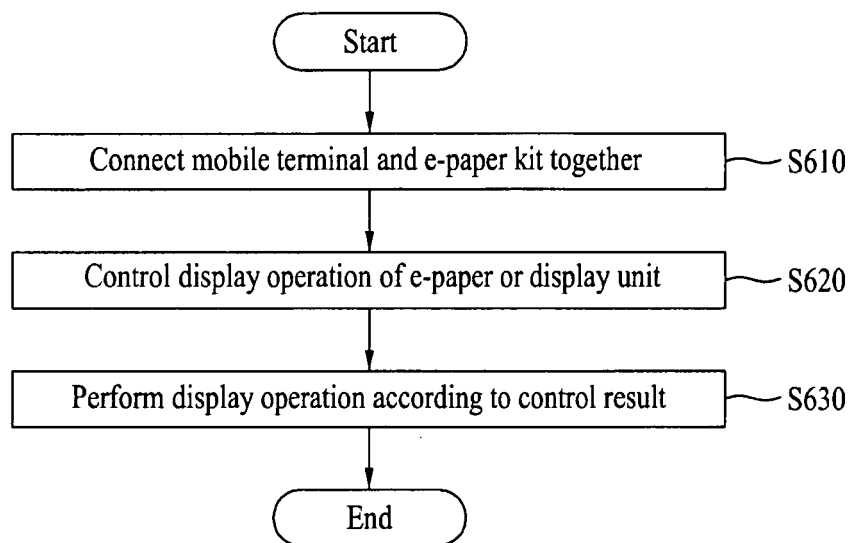 Start
Connect mobile terminal and e-paper kit together
S610
Control display operation of e-paper or display unit
S620
Perform display operation according to control result
S630
End